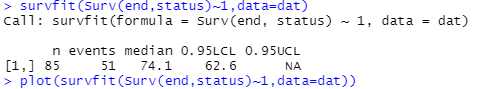 > survfit(Surv(end,status)~1,data=dat)
Call: survfit(formula = Surv(end, status) ~ 1, data = dat)
n events median 0.95LCL 0.95UCL
[1,] 85 51 74.1 62.6 NA
> plot(survfit(Surv(end,status)~1,data=dat))